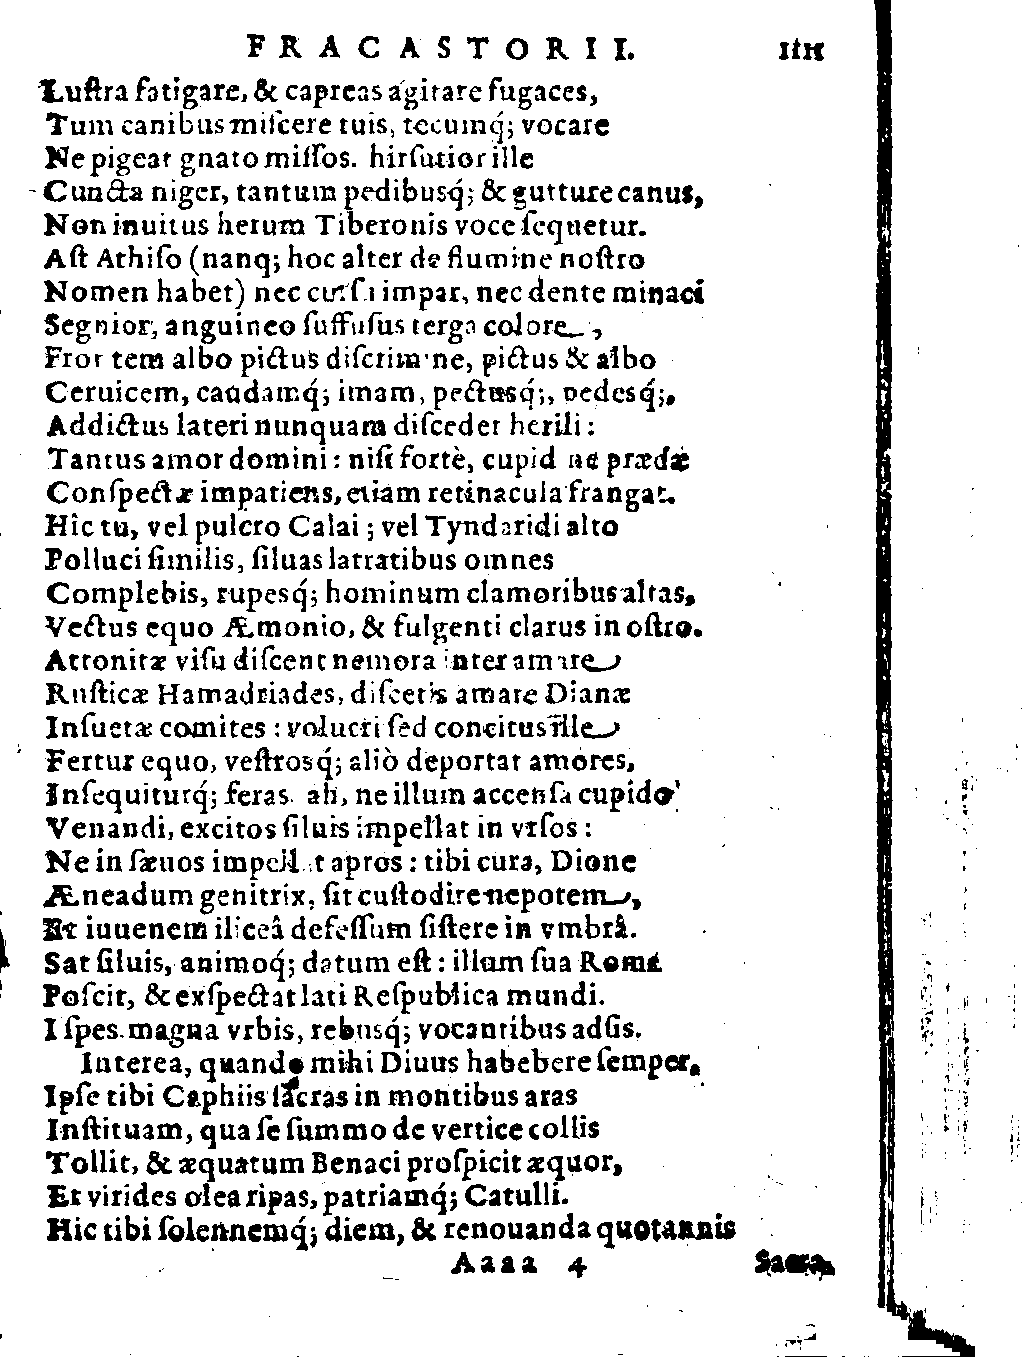 FRACASTORII. 1111
Luſtra fatigare, & capreas agitare fugaces,
Tum canibus miſcere tuis, tecumq́; vocare
Ne pigeat gnato miſſos. hirſutior ille
Cuncta niger, tantum pedibusq́; & gutture canus,
Non inuitus herum Tiberonis voce ſequetur.
Aſt Athiſo (nanq; hoc alter de flumine noſtro
Nomen habet) nec curſu impar, nec dente minaci
Segnior, anguineo ſuffuſus terga colore,
Frontem albo pictus diſcrimine, pictus & albo
Ceruicem, caudamq́; imam, pectusq́;, pedesq́;,
Addictus lateri nunquam diſcedet herili:
Tantus amor domini: niſi fortè, cupidine prædæ
Conſpectæ impatiens, etiam retinacula frangat.
Hîc tu, vel pulcro Calai; vel Tyndaridi alto
Polluci ſimilis, ſiluas latratibus omnes
Complebis, rupesq́; hominum clamoribus altas,
Vectus equo Æmonio, & fulgenti clarus in oſtro.
Attonitæ viſu diſcent nemora inter amare
Ruſticæ Hamadriades, diſcetis amare Dianæ
Inſuetæ comites: volucri ſed concitus ille
Fertur equo, veſtrosq́; aliò deportat amores,
Inſequiturq́; feras. ah, ne illum accenſa cupido
Venandi, excitos ſiluis impellat in vrſos:
Ne in ſæuos impellat apros: tibi cura, Dione
Æneadum genitrix, ſit cuſtodire nepotem,
Et iuuenem iliceâ defeſſum ſiſtere in vmbrâ.
Sat ſiluis, animoq́; datum eſt: illum ſua Roma
Poſcit, & exſpectat lati Reſpublica mundi.
I ſpes magna vrbis, rebusq́; vocantibus adſis.
Interea, quando mihi Diuus habebere ſemper,
Ipſe tibi Caphiis ſacras in montibus aras
Inſtituam, qua ſe ſummo de vertice collis
Tollit, & æquatum Benaci proſpicit æquor,
Et virides olea ripas, patriamq́; Catulli.
Hic tibi ſolennemq́; diem, & renouanda quotannis
Aaaa 4 Sacra,